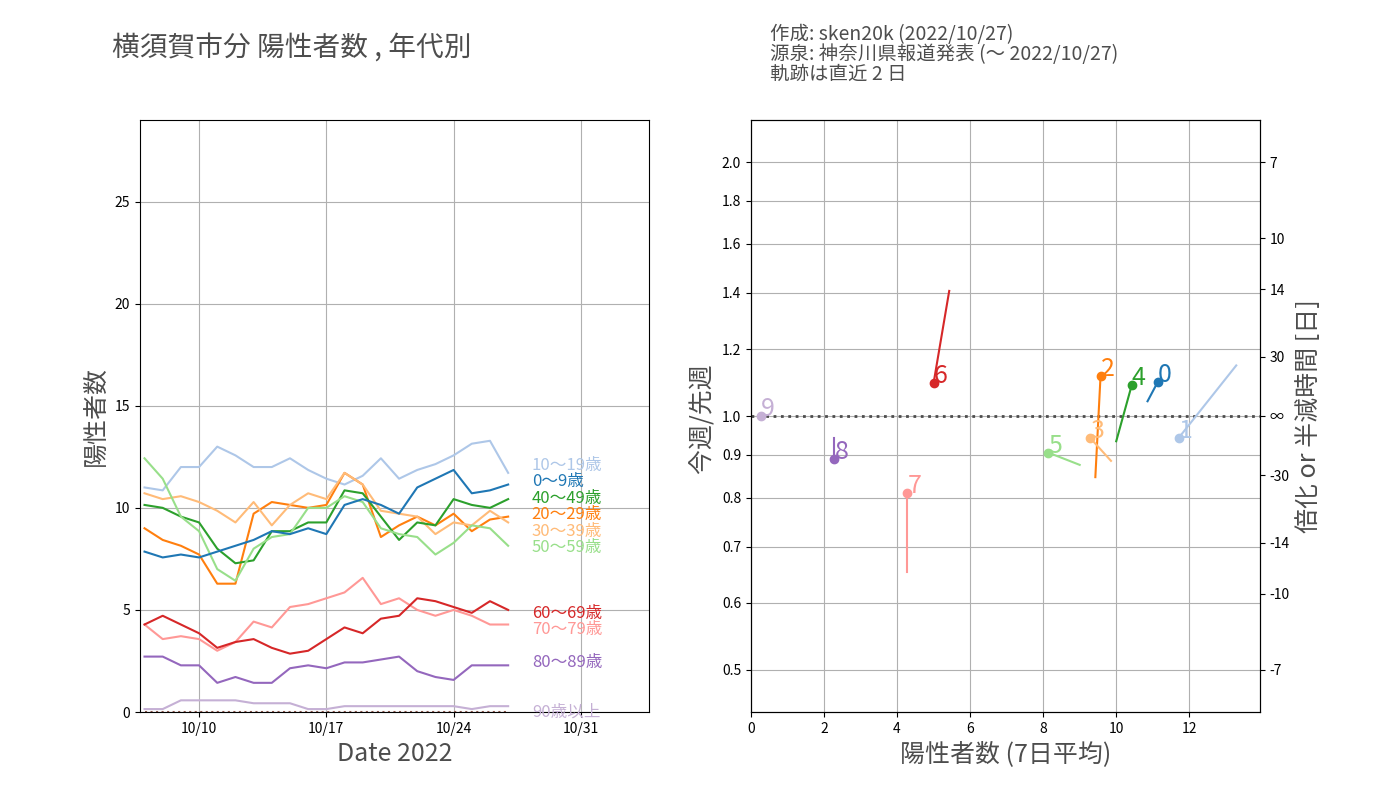 横須賀市分 陽性者数 , 年代別
作成: sken20k (2022/10/27)
源泉: 神奈川県報道発表 (〜 2022/10/27)
軌跡は直近 2 日
陽性者数
25
20
15
10
5
0
10/10
10/17
10/24
10/31
Date 2022
10〜19歳
0〜9歳
40〜49歳
20〜29歳
30〜39歳
50〜59歳
60〜69歳
70〜79歳
80〜89歳
90歳以上
今週/先週
2.0
1.8
1.6
1.4
1.2
1.0
0.9
0.8
0.7
0.6
0.5
0
2
4
6
8
10
12
陽性者数 (7日平均)
9
8
7
6
5
3
2
4
0
1
7
10
14
30
∞
-30
-14
-10
-7
倍化 or 半減時間 [日]